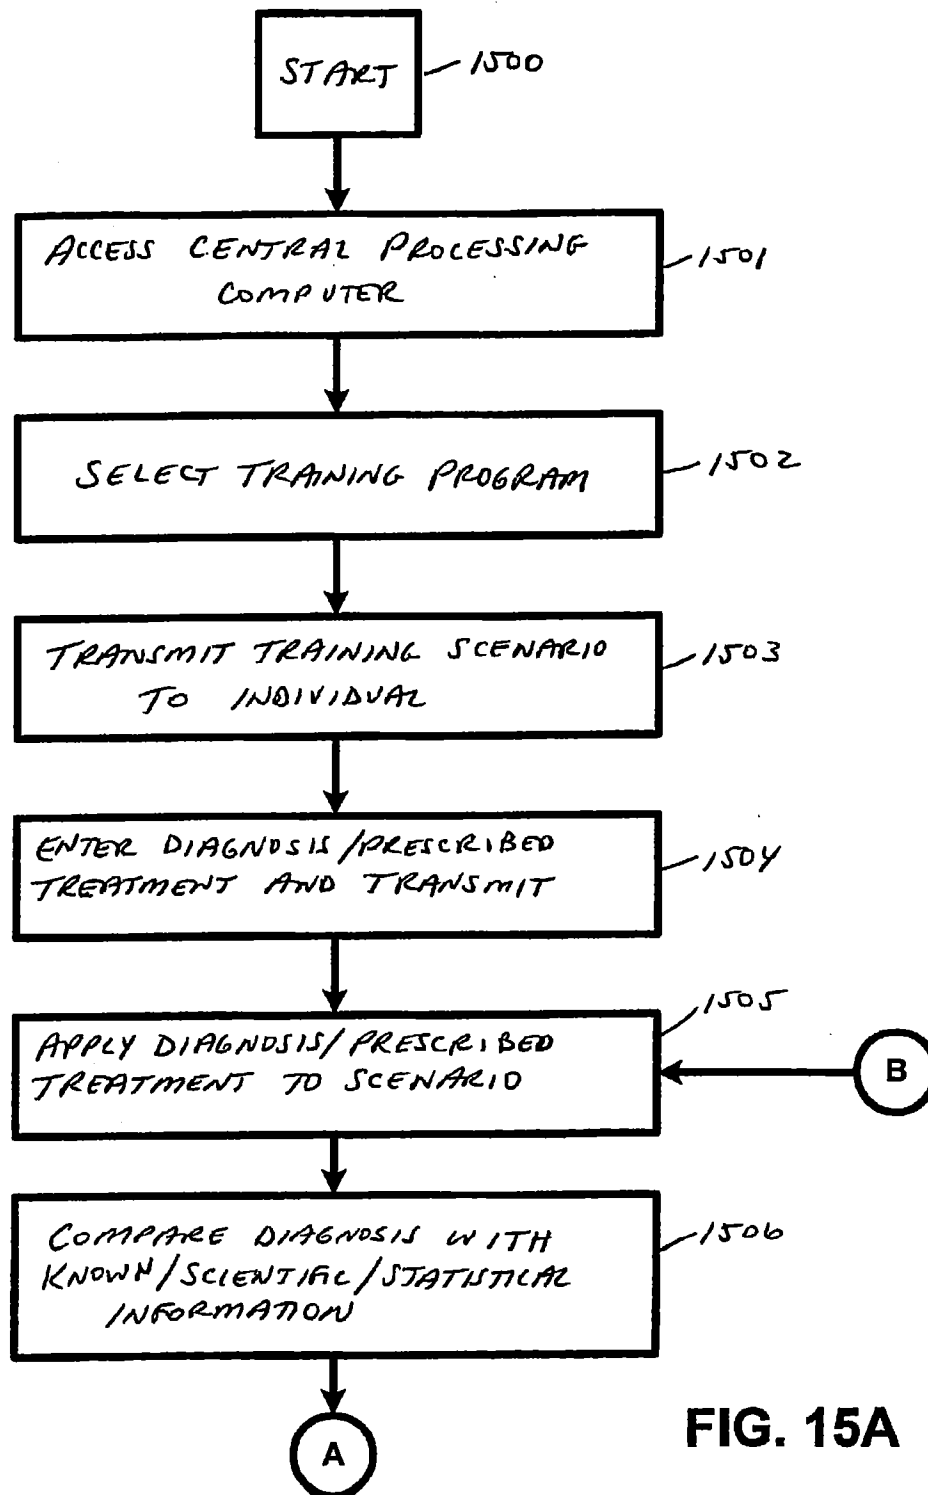 START
1500
ACCESS CENTRAL PROCESSING
COMPUTER
1501
SELECT TRAINING PROGRAM
1502
TRANSMIT TRAINING SCENARIO
TO INDIVIDUAL
1503
ENTER DIAGNOSIS/PRESCRIBED
TREATMENT AND TRANSMIT
1504
APPLY DIAGNOSIS/PRESCRIBED
TREATMENT TO SCENARIO
1505
B
COMPARE DIAGNOSIS WITH
KNOWN/SCIENTIFIC/STATISTICAL
INFORMATION
1506
A
FIG. 15A